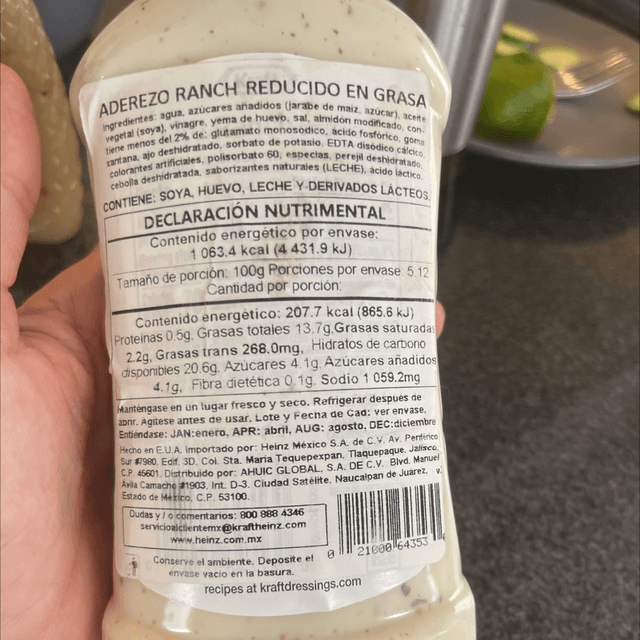 ADEREZO RANCH REDUCIDO EN GRASA
Ingredientes: agua, azúcares añadidos (jarabe de maíz, azúcar), aceite
vegetal (soya), vinagre, yema de huevo, sal, almidón modificado, con-
tiene menos del 2% de: glutamato monosódico, ácido fosfórico, goma
xantana, ajo deshidratado, sorbato de potasio, EDTA disódico cálcico,
colorantes artificiales, polisorbato 60, especias, perejil deshidratado,
cebolla deshidratada, saborizantes naturales (LECHE), ácido láctico.
CONTIENE: SOYA, HUEVO, LECHE Y DERIVADOS LÁCTEOS.
DECLARACIÓN NUTRIMENTAL
Contenido energético por envase:
1 063.4 kcal (4 431.9 kJ)
Tamaño de porción: 100g Porciones por envase: 5.12
Cantidad por porción:
Contenido energético: 207.7 kcal (865.6 kJ)
Proteínas 0.5g, Grasas totales 13.7g, Grasas saturadas
2.2g, Grasas trans 268.0mg, Hidratos de carbono
disponibles 20.6g, Azúcares 4.1g, Azúcares añadidos
4.1g, Fibra dietética 0.1g, Sodio 1 059.2mg
Manténgase en un lugar fresco y seco. Refrigerar después de
abrir. Agítese antes de usar. Lote y Fecha de Cad: ver envase,
Entiéndase: JAN:enero, APR: abril, AUG: agosto, DEC:diciembre
Hecho en E.U.A. Importado por: Heinz México S.A. de C.V. Av. Periférico
Sur #7980. Edif. 3D. Col. Sta. María Tequepexpan. Tlaquepaque, Jalisco.
C.P. 45601. Distribuido por: AHUIC GLOBAL, S.A. DE C.V. Blvd. Manuel
Ávila Camacho #1903, Int. D-3. Ciudad Satélite. Naucalpan de Juárez,
Estado de México, C.P. 53100.
Dudas y / o comentarios: 800 888 4346
servicioalclientemx@kraftheinz.com
www.heinz.com.mx
0 21000 64353
Conserve el ambiente. Deposite el
envase vacío en la basura.
recipes at kraftdressings.com